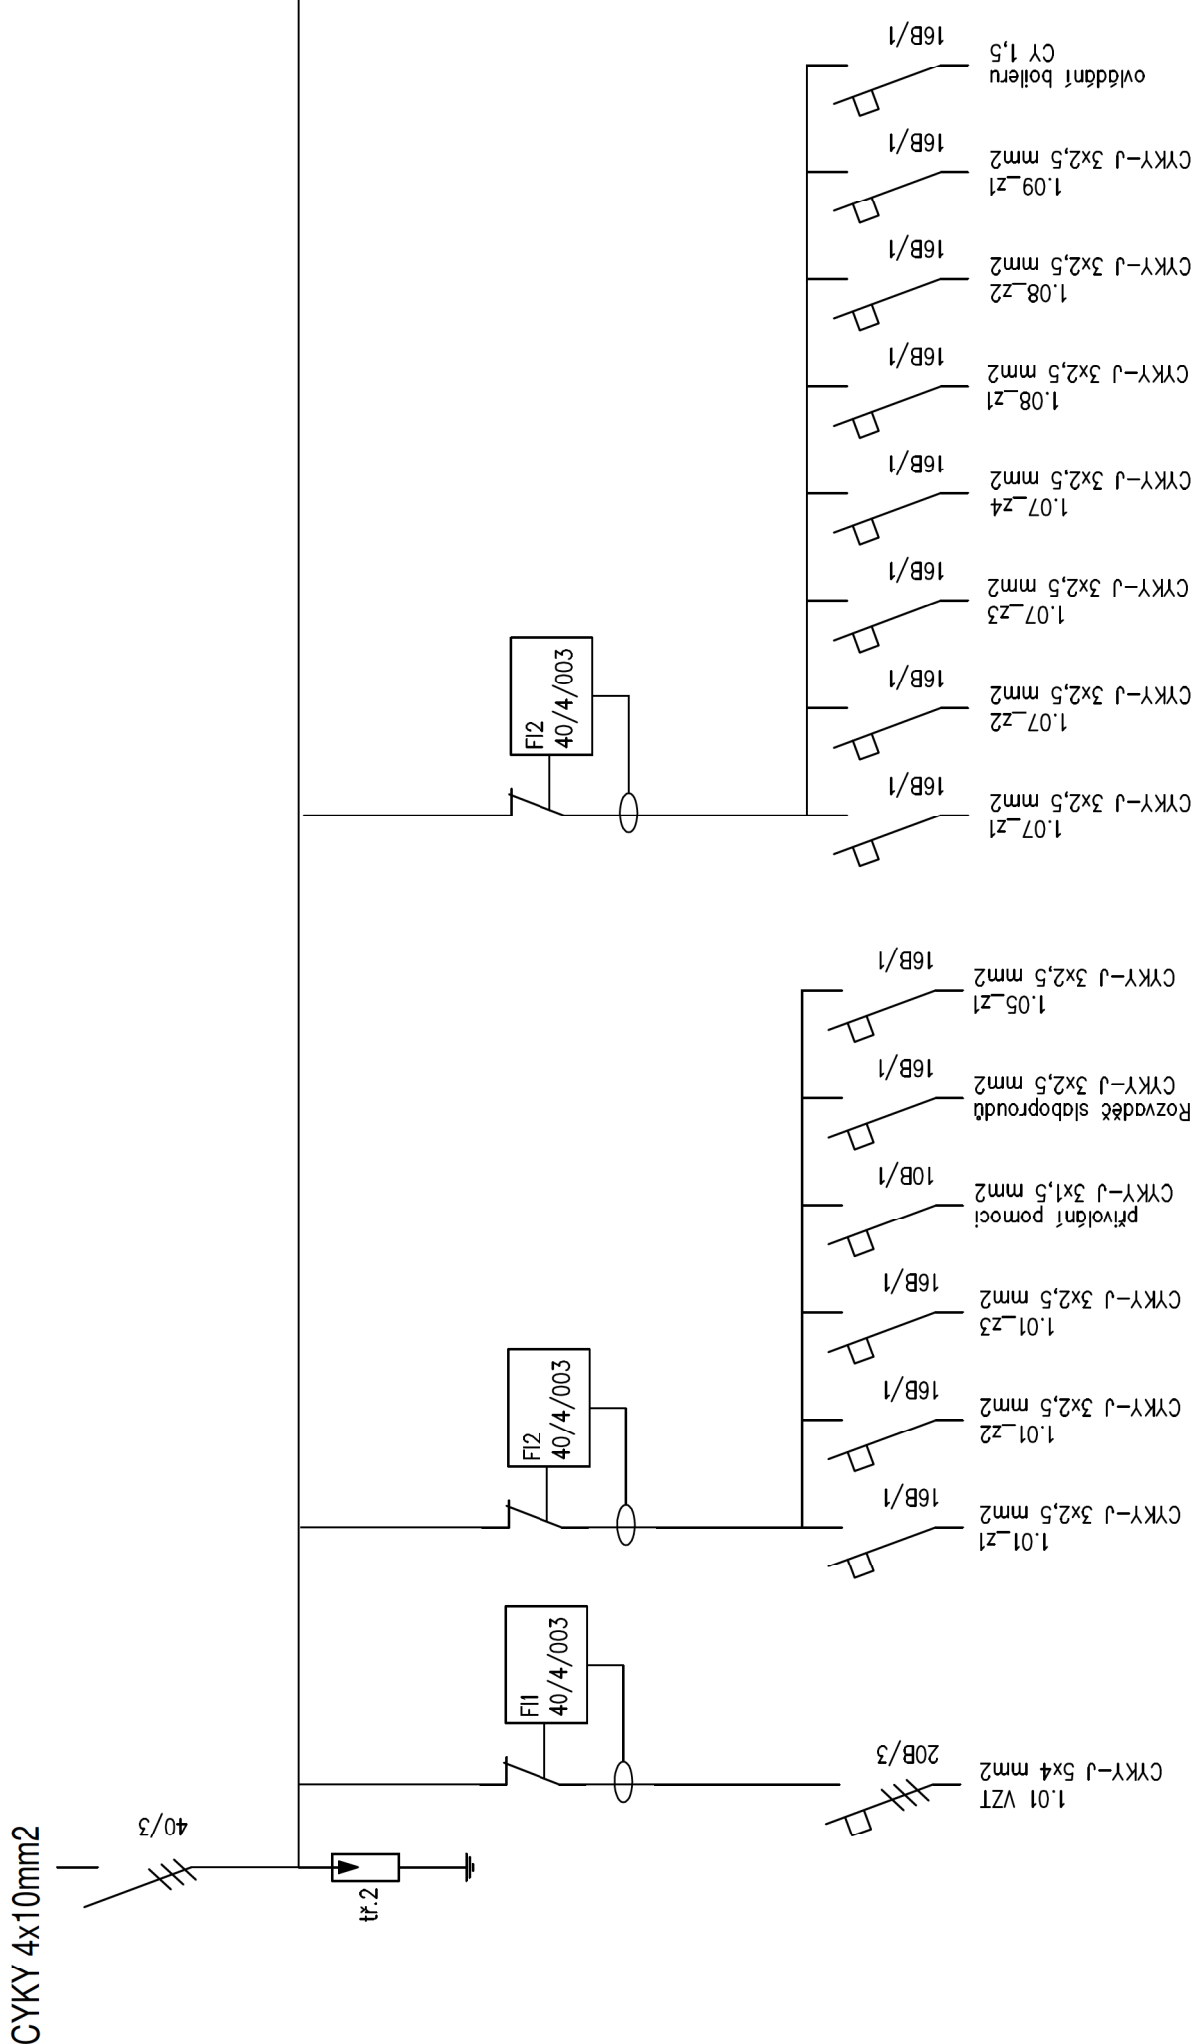 CYKY 4x10mm2
40/3
tř.2
FI1
40/4/003
20B/3
1.01 VZT
CYKY-J 5x4 mm2
FI2
40/4/003
16B/1
1.01_z1
CYKY-J 3x2,5 mm2
16B/1
1.01_z2
CYKY-J 3x2,5 mm2
16B/1
1.01_z3
CYKY-J 3x2,5 mm2
10B/1
přivolání pomoci
CYKY-J 3x1,5 mm2
16B/1
Rozvaděč slaboproudů
CYKY-J 3x2,5 mm2
16B/1
1.05_z1
CYKY-J 3x2,5 mm2
FI2
40/4/003
16B/1
1.07_z1
CYKY-J 3x2,5 mm2
16B/1
1.07_z2
CYKY-J 3x2,5 mm2
16B/1
1.07_z3
CYKY-J 3x2,5 mm2
16B/1
1.07_z4
CYKY-J 3x2,5 mm2
16B/1
1.08_z1
CYKY-J 3x2,5 mm2
16B/1
1.08_z2
CYKY-J 3x2,5 mm2
16B/1
1.09_z1
CYKY-J 3x2,5 mm2
16B/1
ovládání boileru
CY 1,5